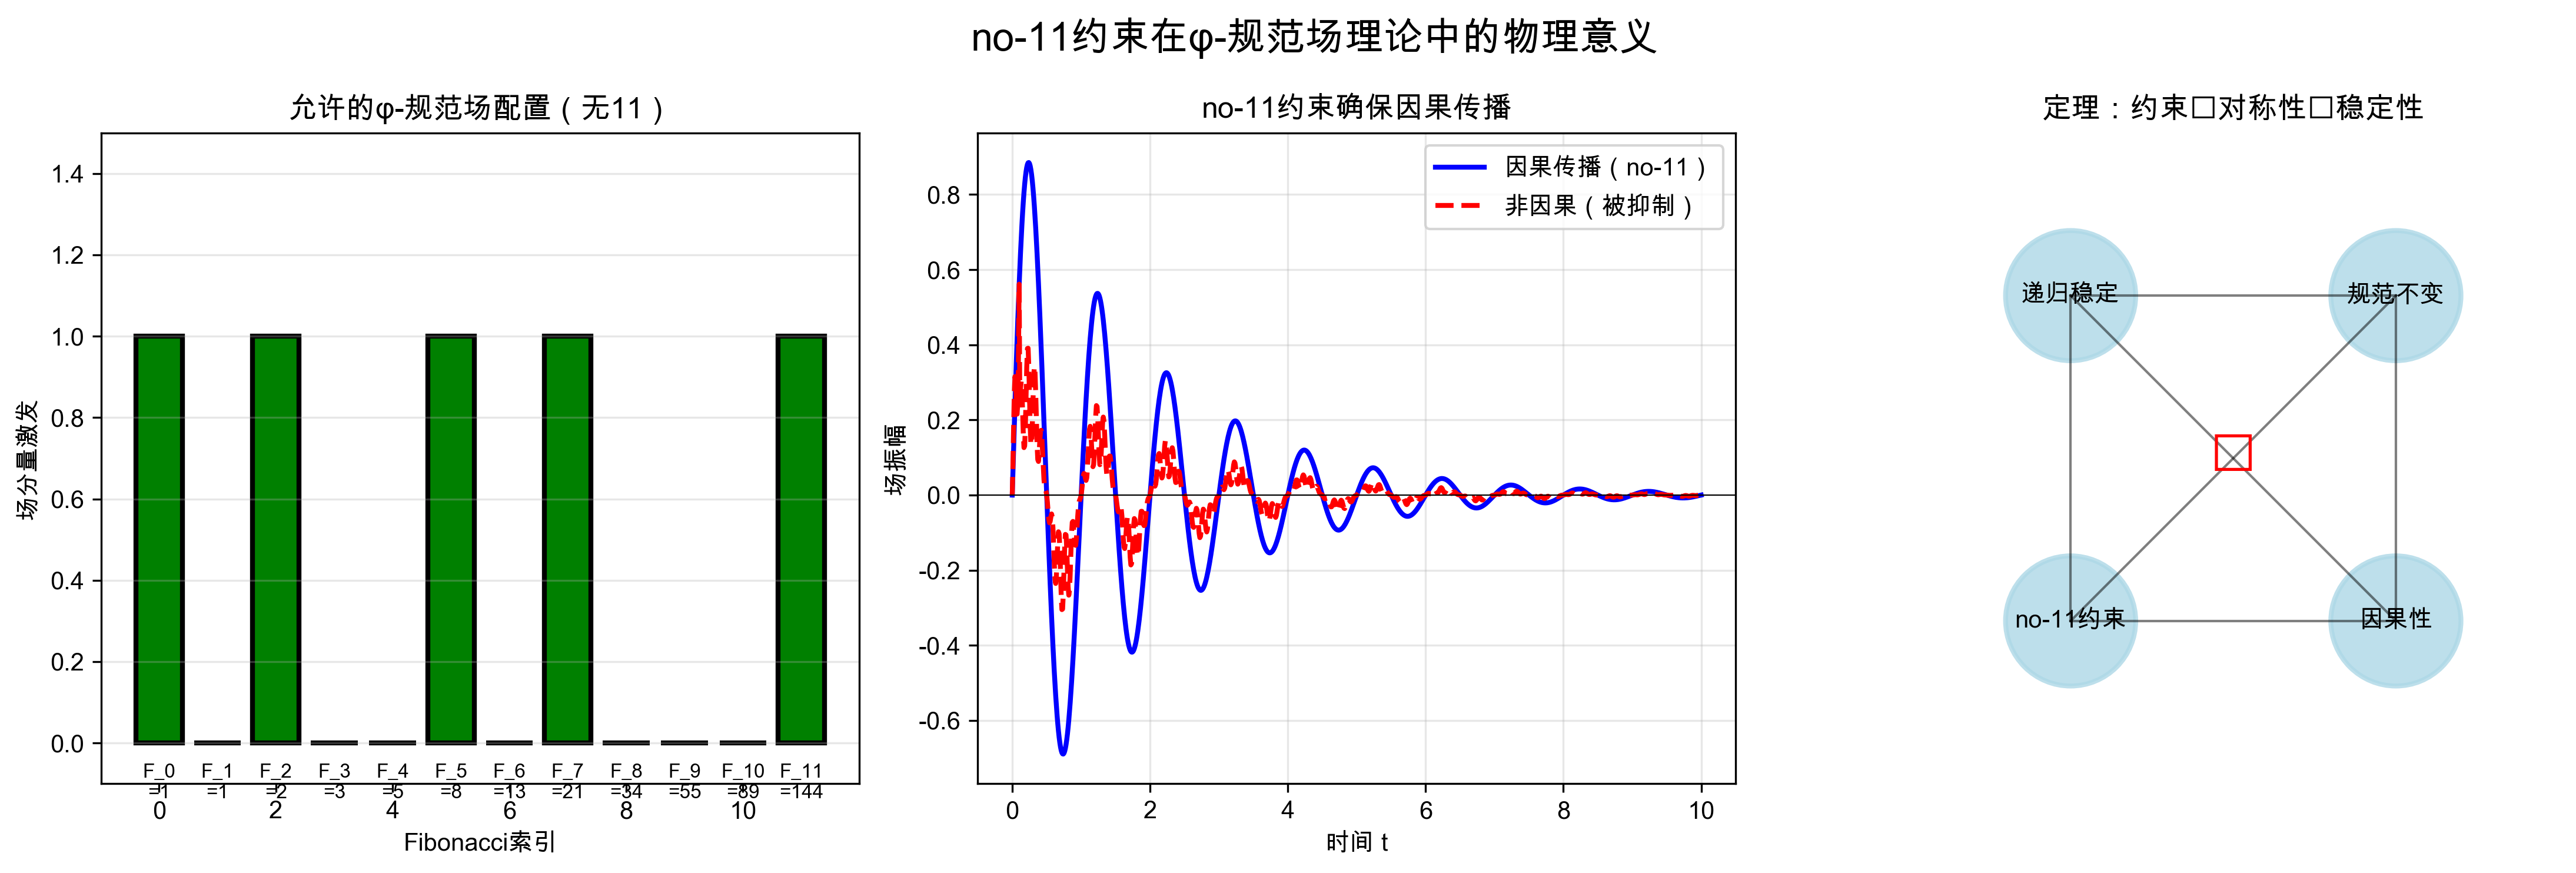 no-11约束在φ-规范场理论中的物理意义
允许的φ-规范场配置（无11）
场分量激发
1.4
1.2
1.0
0.8
0.6
0.4
0.2
0.0
F_0 F_1 F_2 F_3 F_4 F_5 F_6 F_7 F_8 F_9 F_10 F_11
=1 =1 =2 =3 =5 =8 =13 =21 =34 =55 =89 =144
0 2 4 6 8 10
Fibonacci索引
no-11约束确保因果传播
场振幅
因果传播（no-11）
非因果（被抑制）
0.8
0.6
0.4
0.2
0.0
-0.2
-0.4
-0.6
0 2 4 6 8 10
时间 t
定理：约束□对称性□稳定性
递归稳定 规范不变
no-11约束 因果性